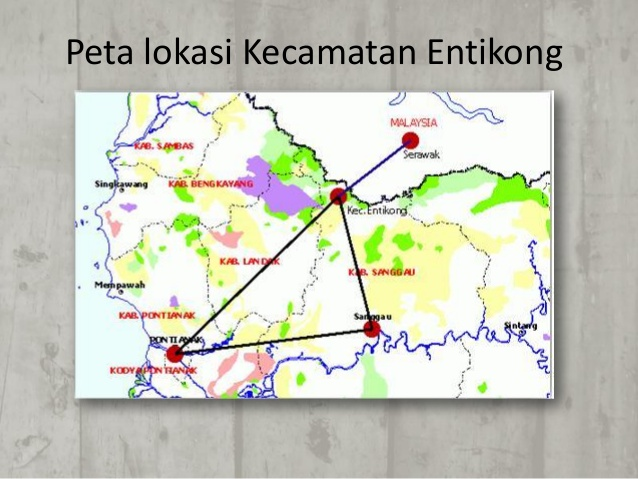 Peta lokasi Kecamatan Entikong
MALAYSIA
KAB. SAMBAS
Serawak
Singkawang
KAB. BENGKAYANG
Kec.Entikong
KAB. LANDAK
KAB. SANGGAU
Mempawah
KAB. PONTIANAK
Sanggau
Sintang
PONTIANAK
KODYA PONTIANAK